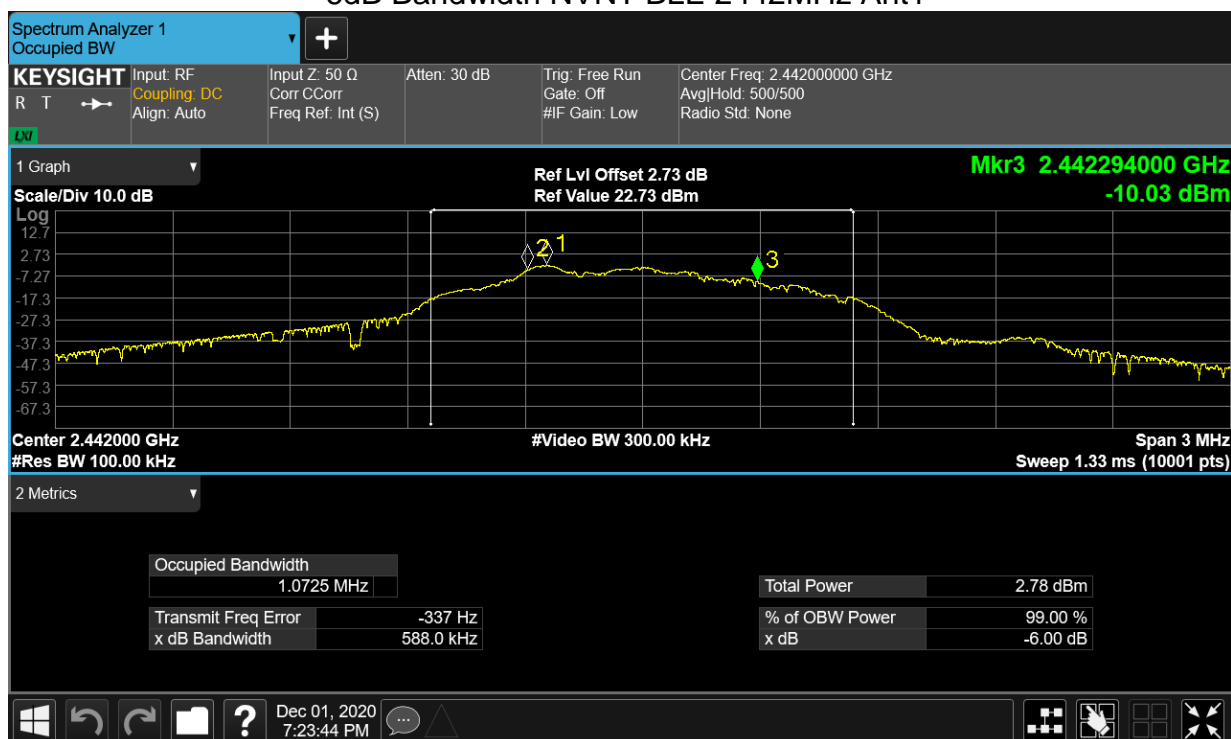 Spectrum Analyzer 1
Occupied BW
+
KEYSIGHT
R T
LXI
Input: RF
Coupling: DC
Align: Auto
Input Z: 50 Ω
Corr CCorr
Freq Ref: Int (S)
Atten: 30 dB
Trig: Free Run
Gate: Off
#IF Gain: Low
Center Freq: 2.442000000 GHz
Avg|Hold: 500/500
Radio Std: None
1 Graph
Scale/Div 10.0 dB
Ref Lvl Offset 2.73 dB
Ref Value 22.73 dBm
Mkr3 2.442294000 GHz
-10.03 dBm
Log
12.7
2.73
-7.27
-17.3
-27.3
-37.3
-47.3
-57.3
-67.3
2
1
3
Center 2.442000 GHz
#Res BW 100.00 kHz
#Video BW 300.00 kHz
Span 3 MHz
Sweep 1.33 ms (10001 pts)
2 Metrics
Occupied Bandwidth
1.0725 MHz
Transmit Freq Error -337 Hz
x dB Bandwidth 588.0 kHz
Total Power 2.78 dBm
% of OBW Power 99.00 %
x dB -6.00 dB
?
Dec 01, 2020
7:23:44 PM